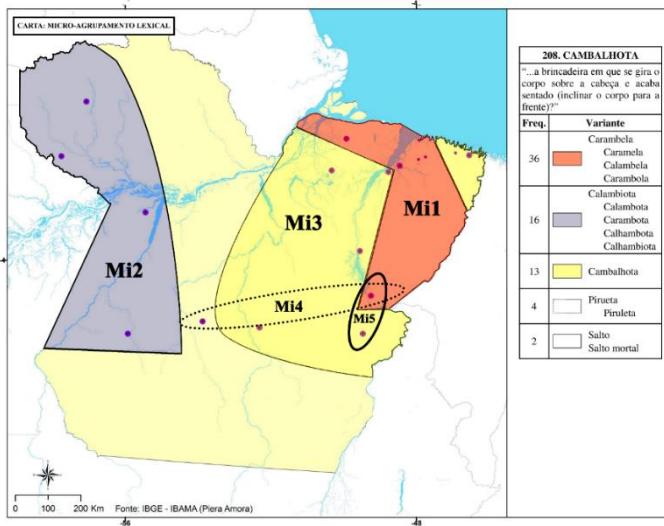 CARTA: MICRO-AGRUPAMENTO LEXICAL
Mi1
Mi3
Mi2
Mi4
Mi5
0 100 200 Km
Fonte: IBGE - IBAMA (Piera Amora)
-56
-48
208. CAMBALHOTA
"...a brincadeira em que se gira o
corpo sobre a cabeça e acaba
sentado (inclinar o corpo para a
frente)?"
Freq. Variante
36
Carambela
Caramela
Calambela
Carambola
16
Calambiota
Calambota
Carambota
Calhambota
Calhambiota
13 Cambalhota
4
Pirueta
Piruleta
2
Salto
Salto mortal